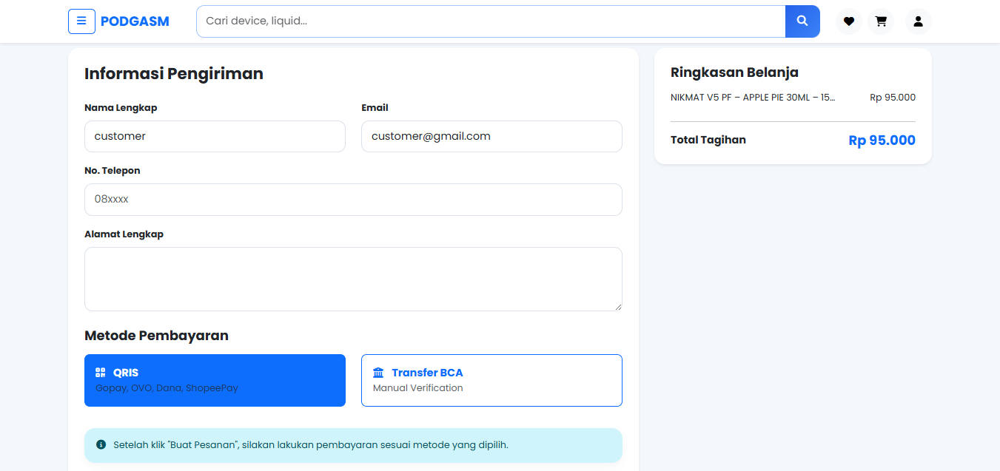 PODGASM
Cari device, liquid...
Informasi Pengiriman
Nama Lengkap
Email
customer
customer@gmail.com
No. Telepon
08xxxx
Alamat Lengkap
Metode Pembayaran
QRIS
Gopay, OVO, Dana, ShopeePay
Transfer BCA
Manual Verification
Setelah klik "Buat Pesanan", silakan lakukan pembayaran sesuai metode yang dipilih.
Ringkasan Belanja
NIKMAT V5 PF – APPLE PIE 30ML – 15... Rp 95.000
Total Tagihan Rp 95.000